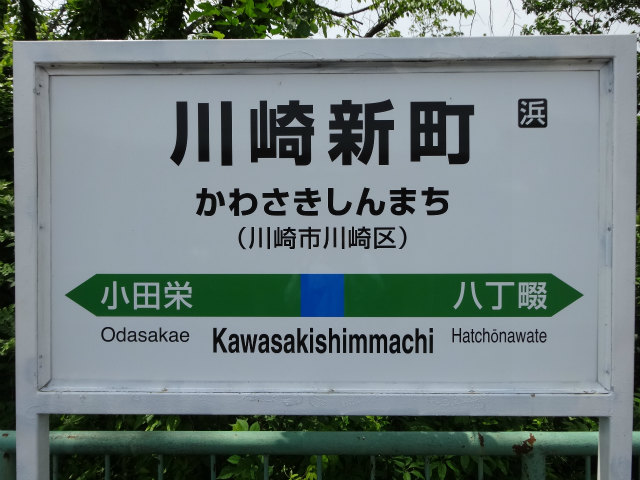 川崎新町 浜
かわさきしんまち
（川崎市川崎区）
小田栄 八丁畷
Odasakae Kawasakishimmachi Hatchōnawate